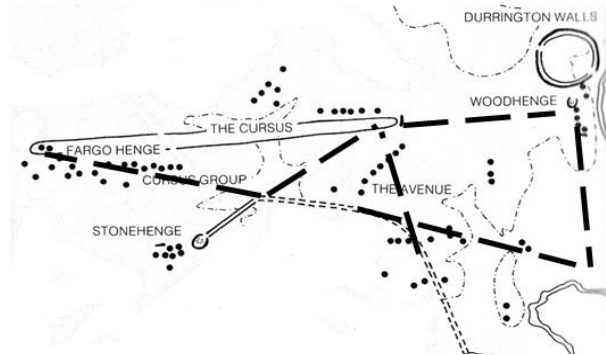 DURRINGTON WALLS
WOODHENGE
THE CURSUS
FARGO HENGE
CURSUS GROUP
THE AVENUE
STONEHENGE